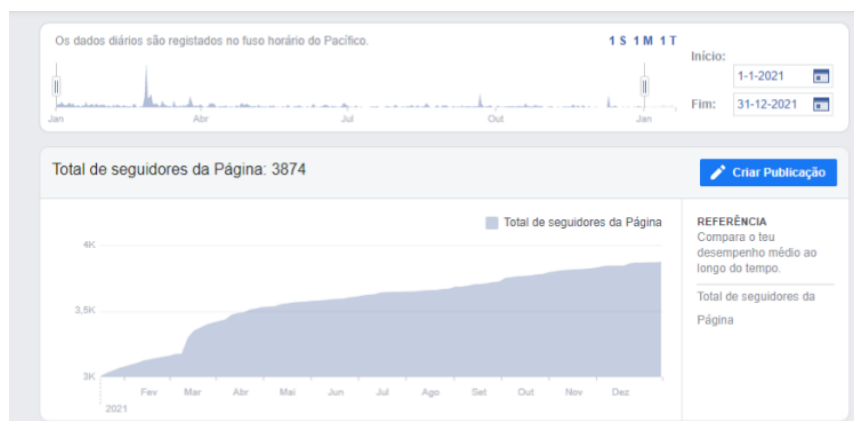 Os dados diários são registados no fuso horário do Pacífico.
1 S 1 M 1 T
Início:
1-1-2021
Fim:
31-12-2021
Jan Abr Jul Out Jan
Total de seguidores da Página: 3874
Criar Publicação
Total de seguidores da Página
4K
3,5K
3K
Fev Mar Abr Mai Jun Jul Ago Set Out Nov Dez
2021
REFERÊNCIA
Compara o teu
desempenho médio ao
longo do tempo.
Total de seguidores da
Página